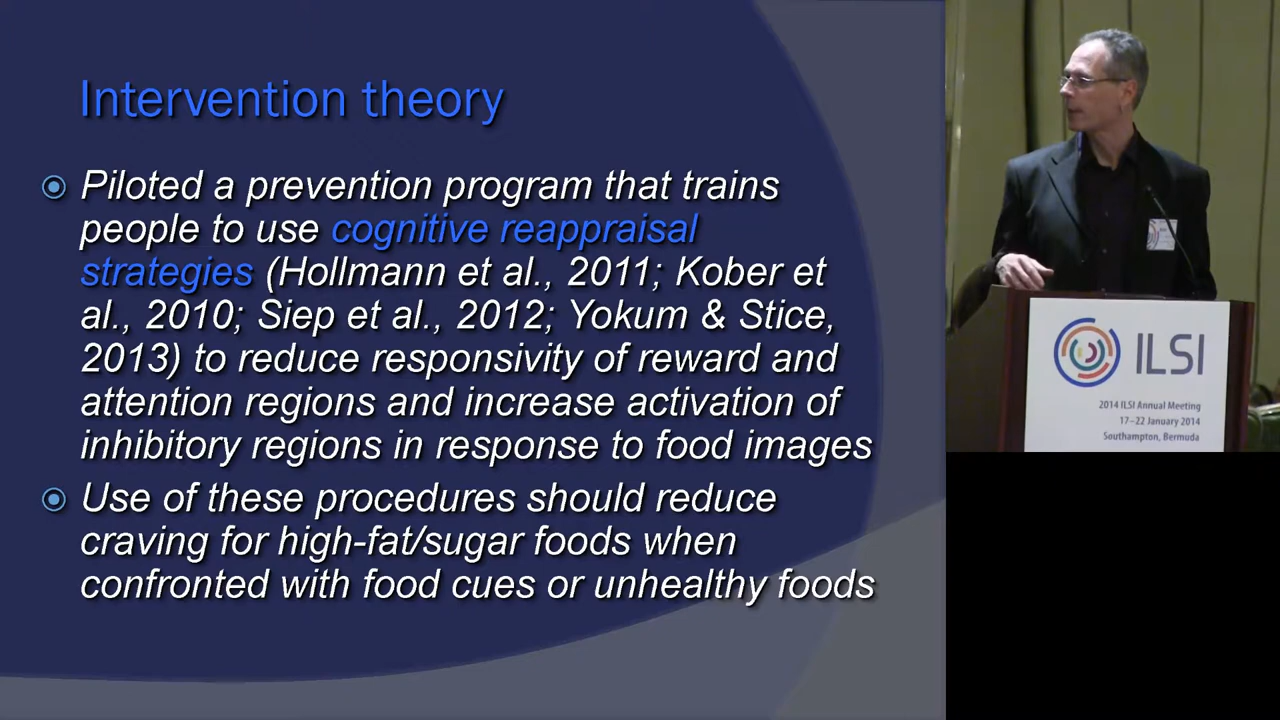 Intervention theory
Piloted a prevention program that trains
people to use cognitive reappraisal
strategies (Hollmann et al., 2011; Kober et
al., 2010; Siep et al., 2012; Yokum & Stice,
2013) to reduce responsivity of reward and
attention regions and increase activation of
inhibitory regions in response to food images
Use of these procedures should reduce
craving for high-fat/sugar foods when
confronted with food cues or unhealthy foods
ILSI
2014 ILSI Annual Meeting
17–22 January 2014
Southampton, Bermuda